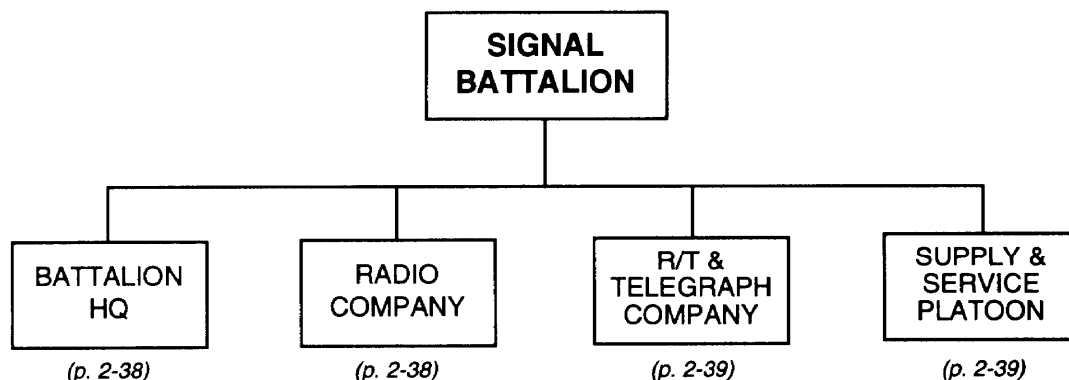 SIGNAL
BATTALION
BATTALION
HQ
(p. 2-38)
RADIO
COMPANY
(p. 2-38)
R/T &
TELEGRAPH
COMPANY
(p. 2-39)
SUPPLY &
SERVICE
PLATOON
(p. 2-39)